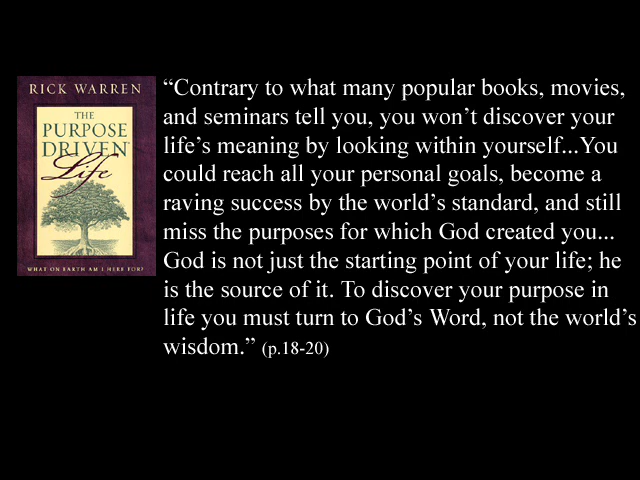 RICK WARREN
THE
PURPOSE
DRIVEN
Life
WHAT ON EARTH AM I HERE FOR?
“Contrary to what many popular books, movies,
and seminars tell you, you won’t discover your
life’s meaning by looking within yourself...You
could reach all your personal goals, become a
raving success by the world’s standard, and still
miss the purposes for which God created you...
God is not just the starting point of your life; he
is the source of it. To discover your purpose in
life you must turn to God’s Word, not the world’s
wisdom.” (p.18-20)